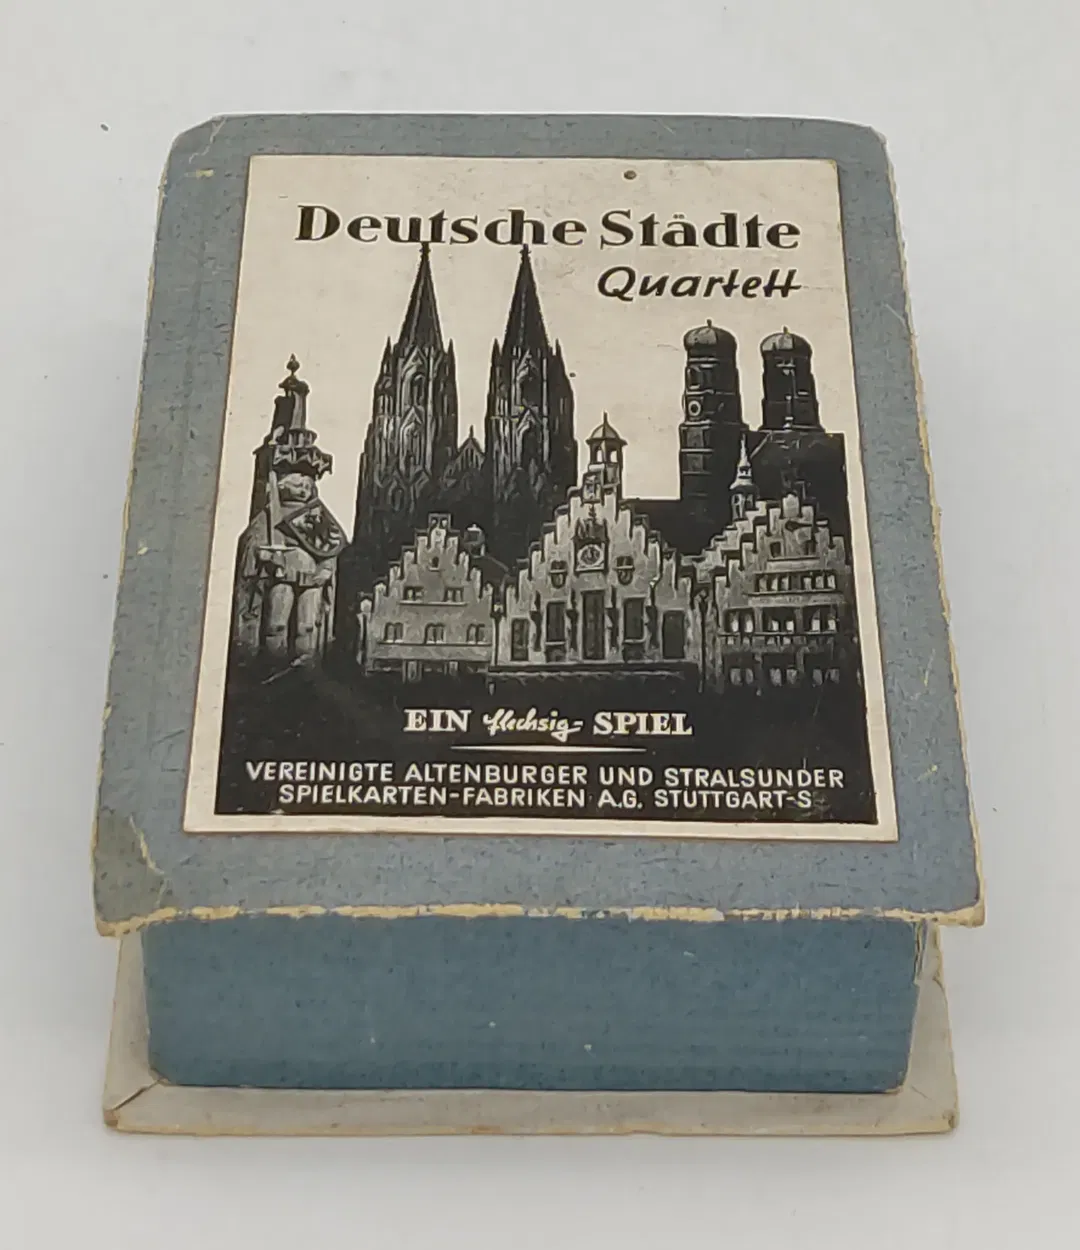 Deutsche Städte
Quartett
EIN flechsig- SPIEL
VEREINIGTE ALTENBURGER UND STRALSUNDER
SPIELKARTEN-FABRIKEN A.G. STUTTGART-S